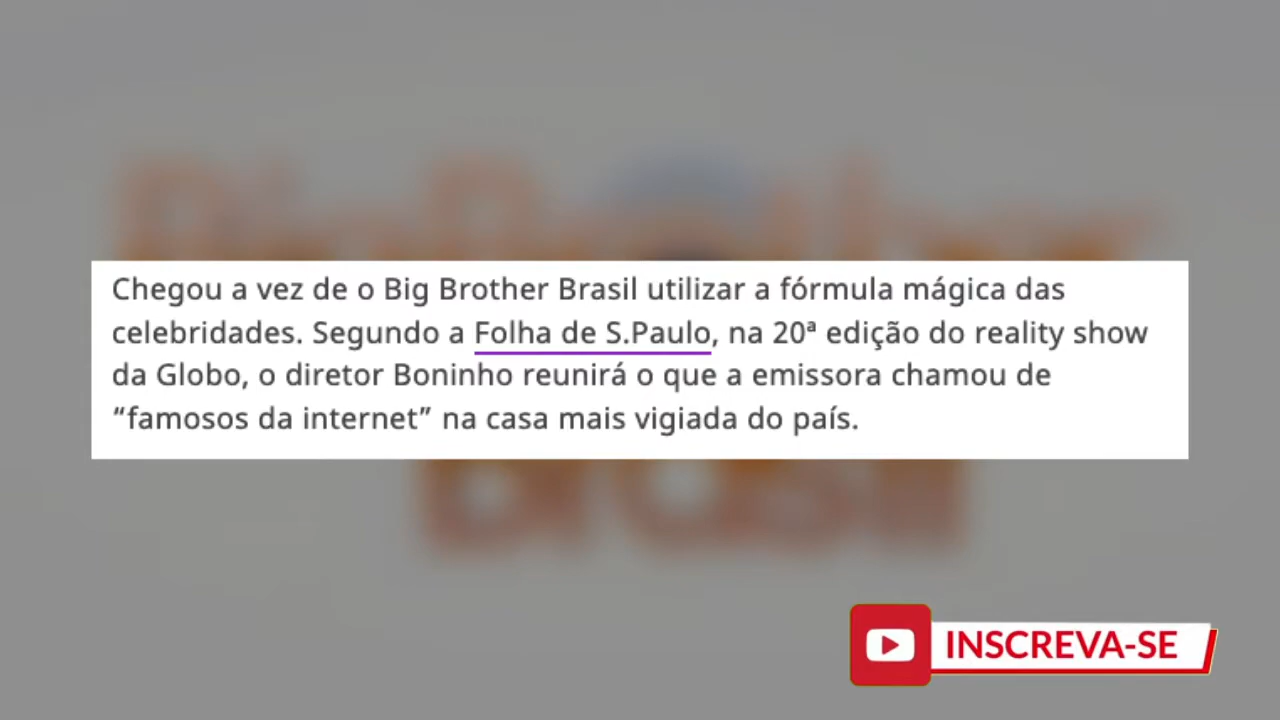 Chegou a vez de o Big Brother Brasil utilizar a fórmula mágica das
celebridades. Segundo a Folha de S.Paulo, na 20ª edição do reality show
da Globo, o diretor Boninho reunirá o que a emissora chamou de
“famosos da internet” na casa mais vigiada do país.
INSCREVA-SE